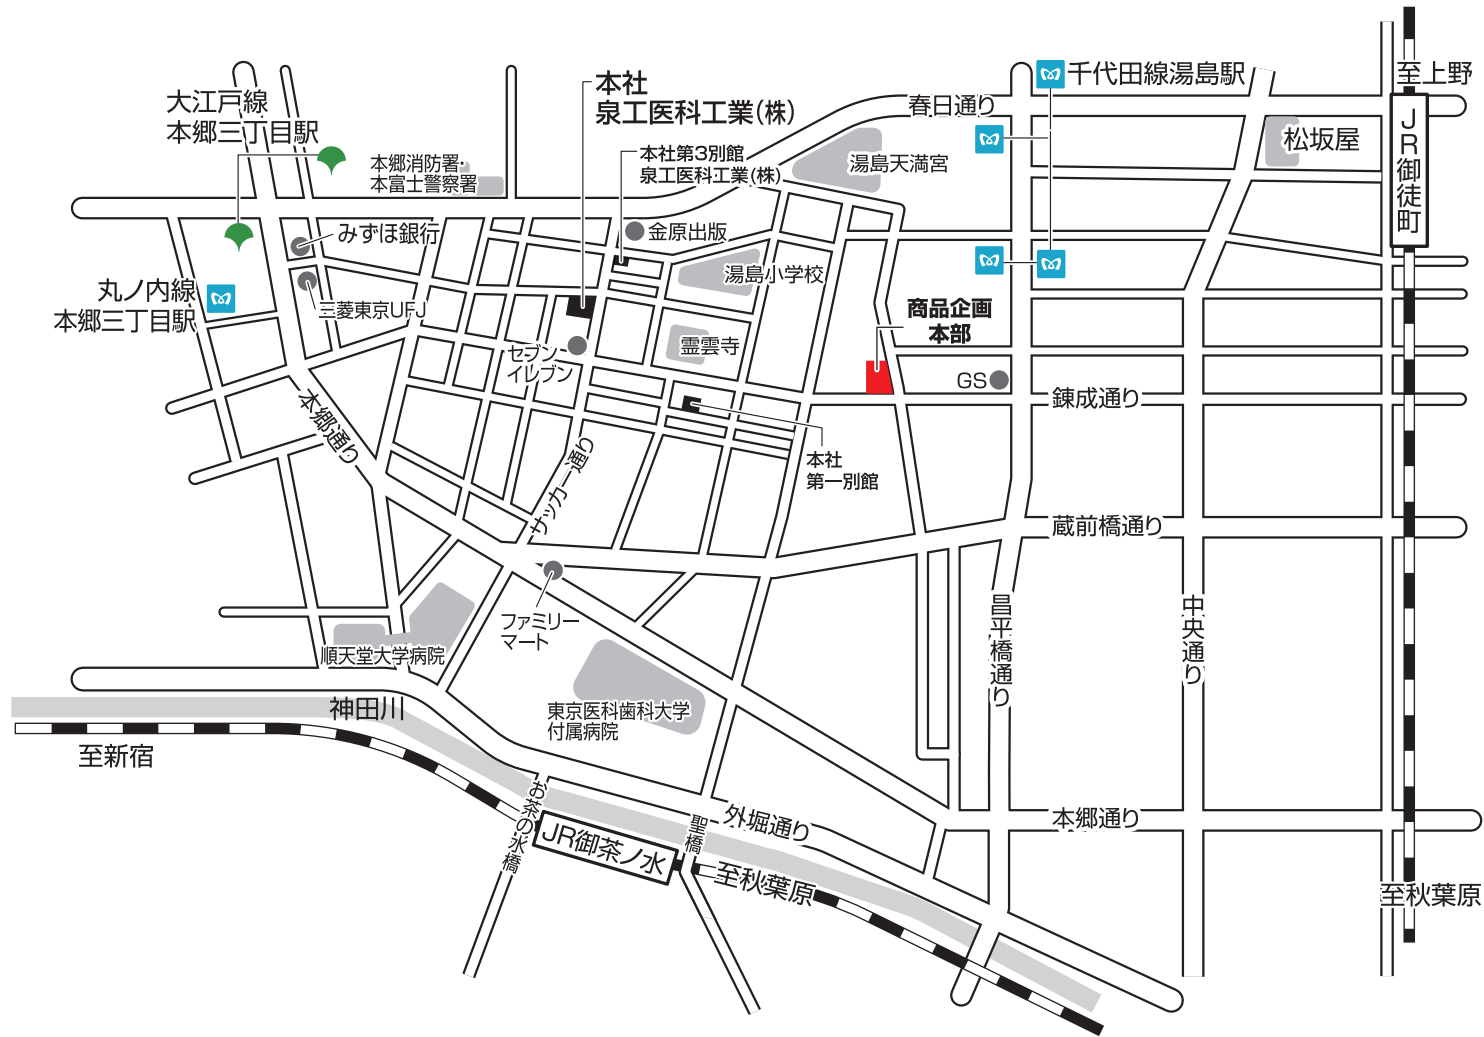 大江戸線
本郷三丁目駅
本社
泉工医科工業(株)
千代田線湯島駅
至上野
春日通り
JR御徒町
松坂屋
本郷消防署・
本富士警察署
本社第3別館
泉工医科工業(株)
湯島天満宮
みずほ銀行
金原出版
湯島小学校
丸ノ内線
本郷三丁目駅
三菱東京UFJ
商品企画
本部
セブン
イレブン
霊雲寺
GS
錬成通り
本郷通り
サッカー通り
本社
第一別館
蔵前橋通り
ファミリー
マート
昌平橋通り
中央通り
順天堂大学病院
神田川
東京医科歯科大学
付属病院
至新宿
お茶の水橋
JR御茶ノ水
聖橋
外堀通り
本郷通り
至秋葉原
至秋葉原